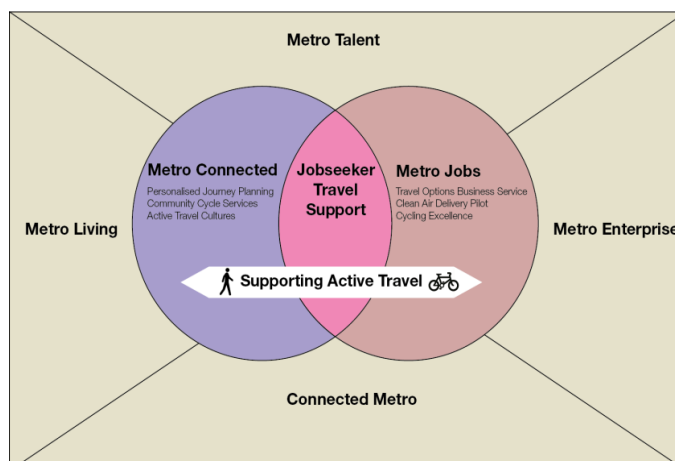 Metro Talent
Metro Connected
Personalised Journey Planning
Community Cycle Services
Active Travel Cultures
Jobseeker
Travel
Support
Metro Jobs
Travel Options Business Service
Clean Air Delivery Pilot
Cycling Excellence
Metro Living
Metro Enterprise
Supporting Active Travel
Connected Metro